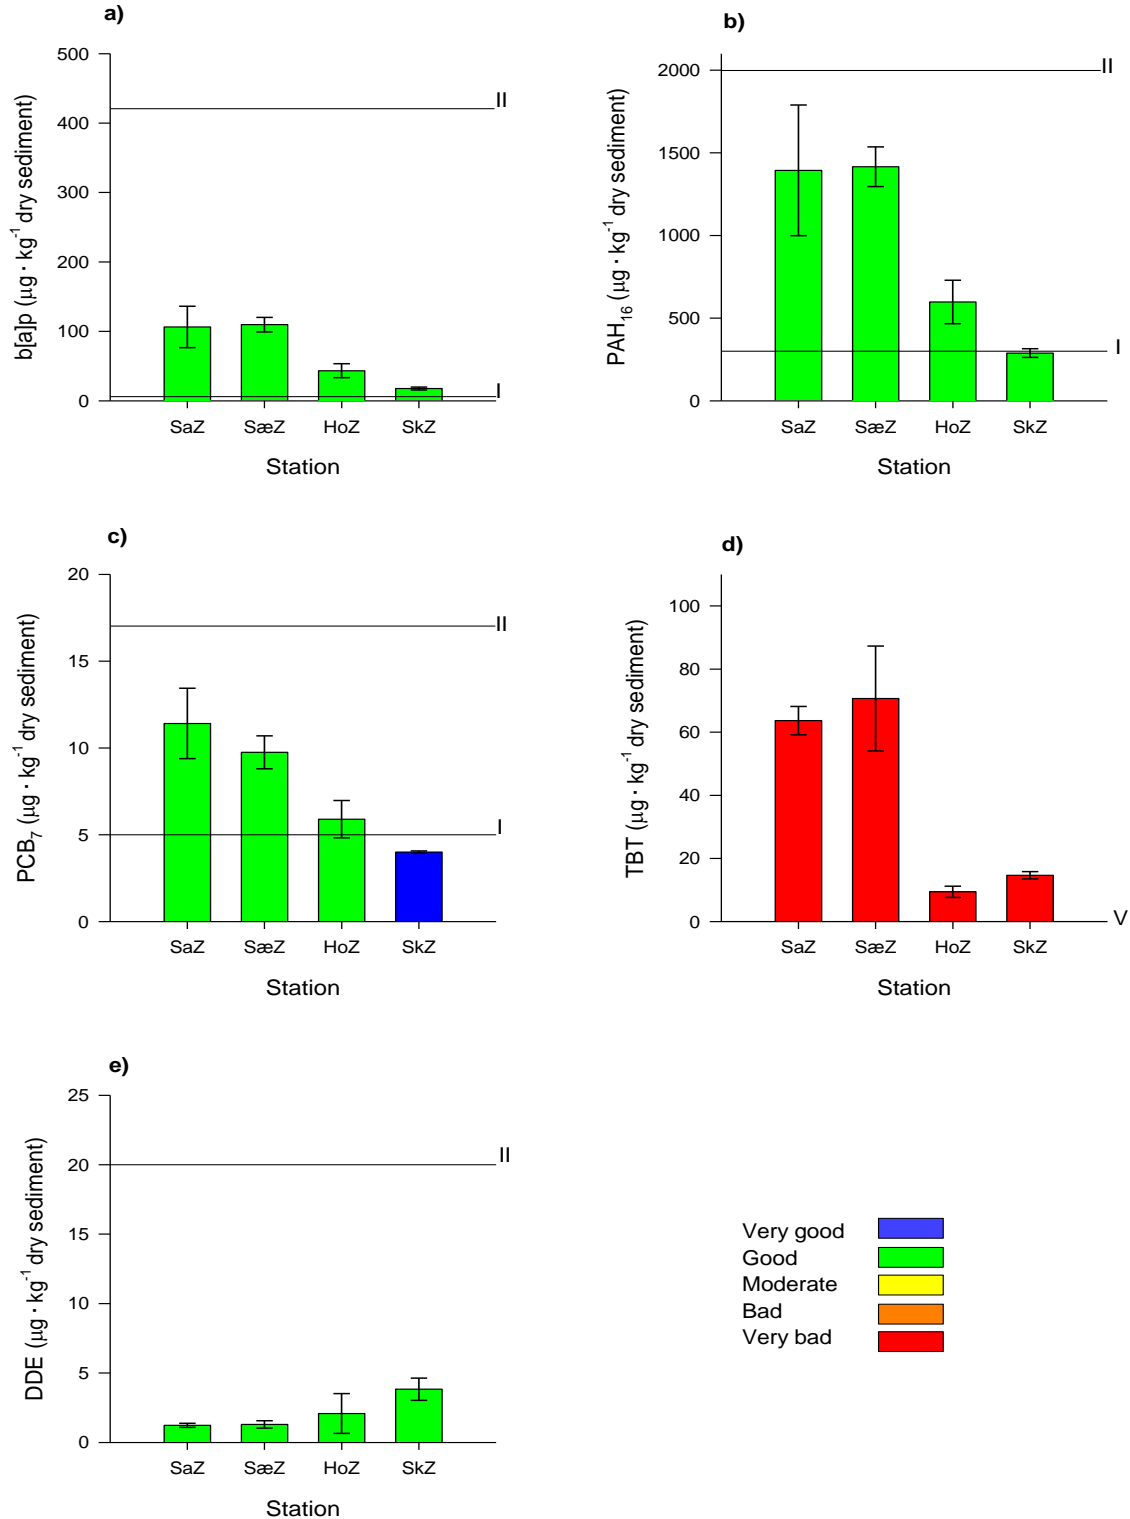 a)
500
400
300
200
100
0
b[a]p (µg · kg⁻¹ dry sediment)
II
I
SaZ SæZ HoZ SkZ
Station
b)
2000
1500
1000
500
0
PAH₁₆ (µg · kg⁻¹ dry sediment)
II
I
SaZ SæZ HoZ SkZ
Station
c)
20
15
10
5
0
PCB₇ (µg · kg⁻¹ dry sediment)
II
I
SaZ SæZ HoZ SkZ
Station
d)
100
80
60
40
20
0
TBT (µg · kg⁻¹ dry sediment)
V
SaZ SæZ HoZ SkZ
Station
e)
25
20
15
10
5
0
DDE (µg · kg⁻¹ dry sediment)
II
SaZ SæZ HoZ SkZ
Station
Very good
Good
Moderate
Bad
Very bad